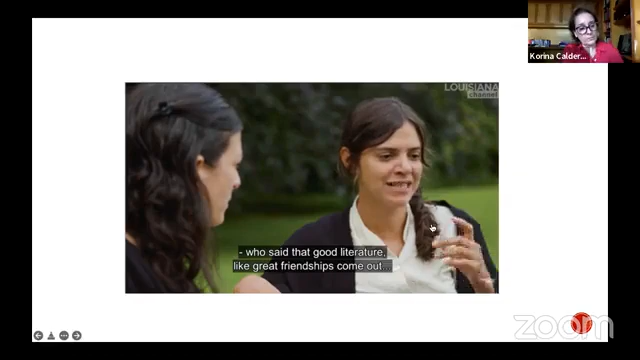 Korina Calder...
LOUISIANA
channel
- who said that good literature,
like great friendships come out...
zoom